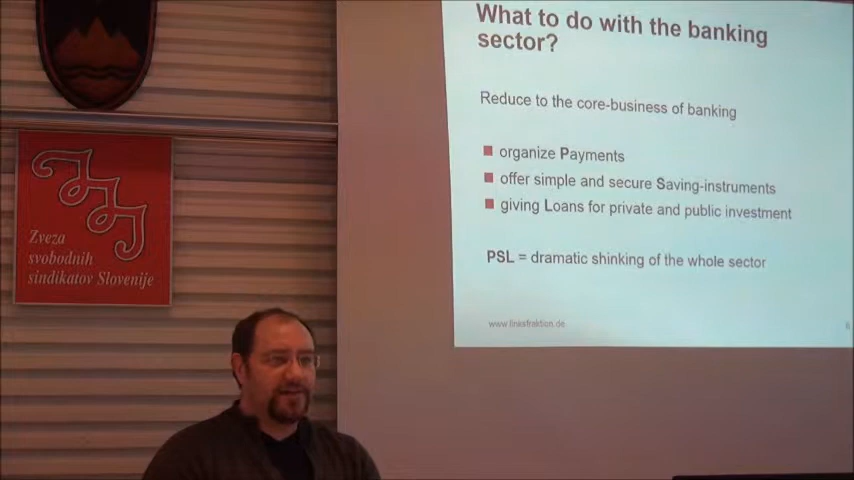 What to do with the banking
sector?
Reduce to the core-business of banking
organize Payments
offer simple and secure Saving-instruments
giving Loans for private and public investment
PSL = dramatic shinking of the whole sector
www.linksfraktion.de
Zveza
svobodnih
sindikatov Slovenije